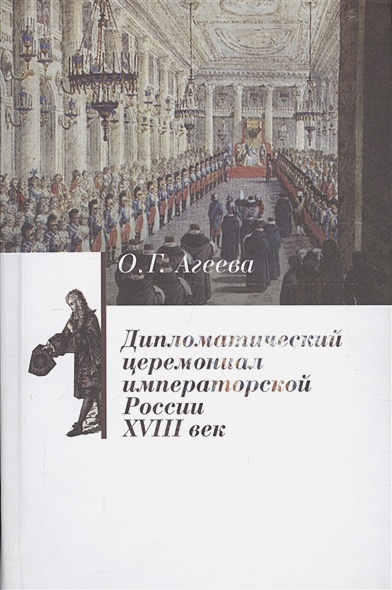 О. Г. Агеева
Дипломатический
церемониал
императорской
России
XVIII век